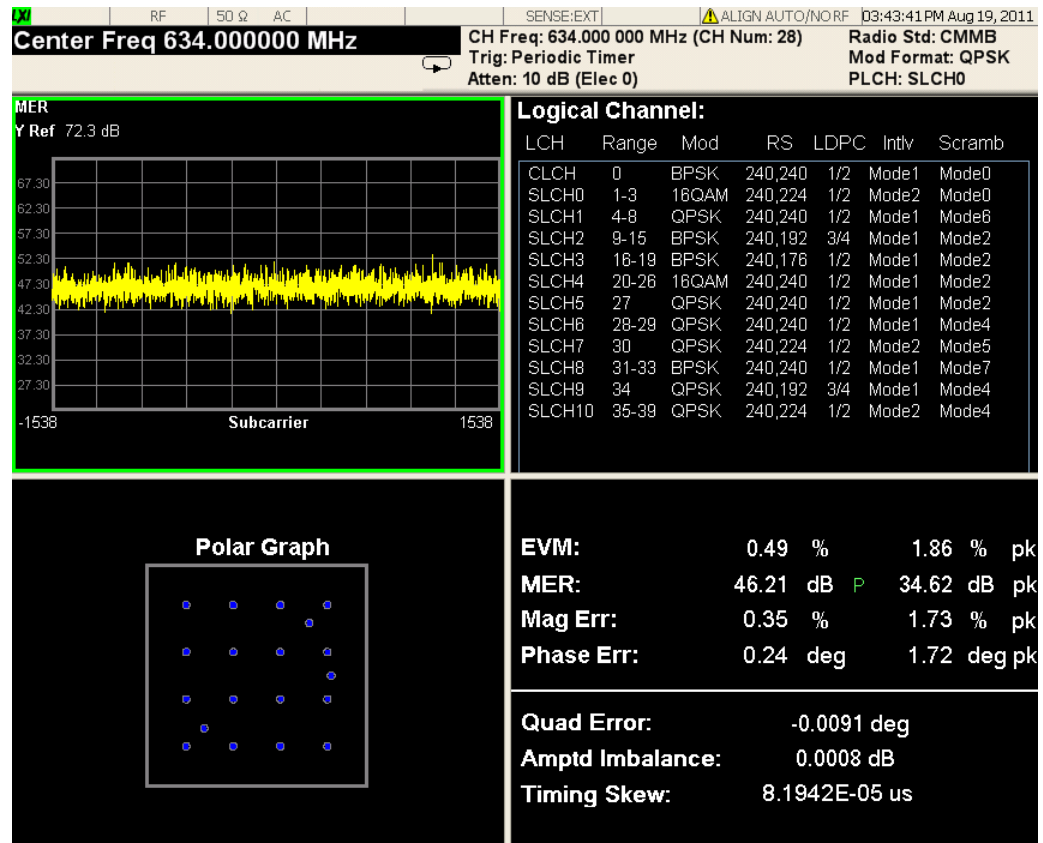 LXI RF 50 Ω AC SENSE:EXT ALIGN AUTO/NO RF 03:43:41 PM Aug 19, 2011
Center Freq 634.000000 MHz
CH Freq: 634.000 000 MHz (CH Num: 28)
Trig: Periodic Timer
Atten: 10 dB (Elec 0)
Radio Std: CMMB
Mod Format: QPSK
PLCH: SLCH0
MER
Y Ref 72.3 dB
67.30
62.30
57.30
52.30
47.30
42.30
37.30
32.30
27.30
-1538 Subcarrier 1538
Logical Channel:
LCH Range Mod RS LDPC Intlv Scramb
CLCH 0 BPSK 240,240 1/2 Mode1 Mode0
SLCH0 1-3 16QAM 240,224 1/2 Mode2 Mode0
SLCH1 4-8 QPSK 240,240 1/2 Mode1 Mode6
SLCH2 9-15 BPSK 240,192 3/4 Mode1 Mode2
SLCH3 16-19 BPSK 240,176 1/2 Mode1 Mode2
SLCH4 20-26 16QAM 240,240 1/2 Mode1 Mode2
SLCH5 27 QPSK 240,240 1/2 Mode1 Mode2
SLCH6 28-29 QPSK 240,240 1/2 Mode1 Mode4
SLCH7 30 QPSK 240,224 1/2 Mode2 Mode5
SLCH8 31-33 BPSK 240,240 1/2 Mode1 Mode7
SLCH9 34 QPSK 240,192 3/4 Mode1 Mode4
SLCH10 35-39 QPSK 240,224 1/2 Mode2 Mode4
Polar Graph
EVM: 0.49 % 1.86 % pk
MER: 46.21 dB P 34.62 dB pk
Mag Err: 0.35 % 1.73 % pk
Phase Err: 0.24 deg 1.72 deg pk
Quad Error: -0.0091 deg
Amptd Imbalance: 0.0008 dB
Timing Skew: 8.1942E-05 us